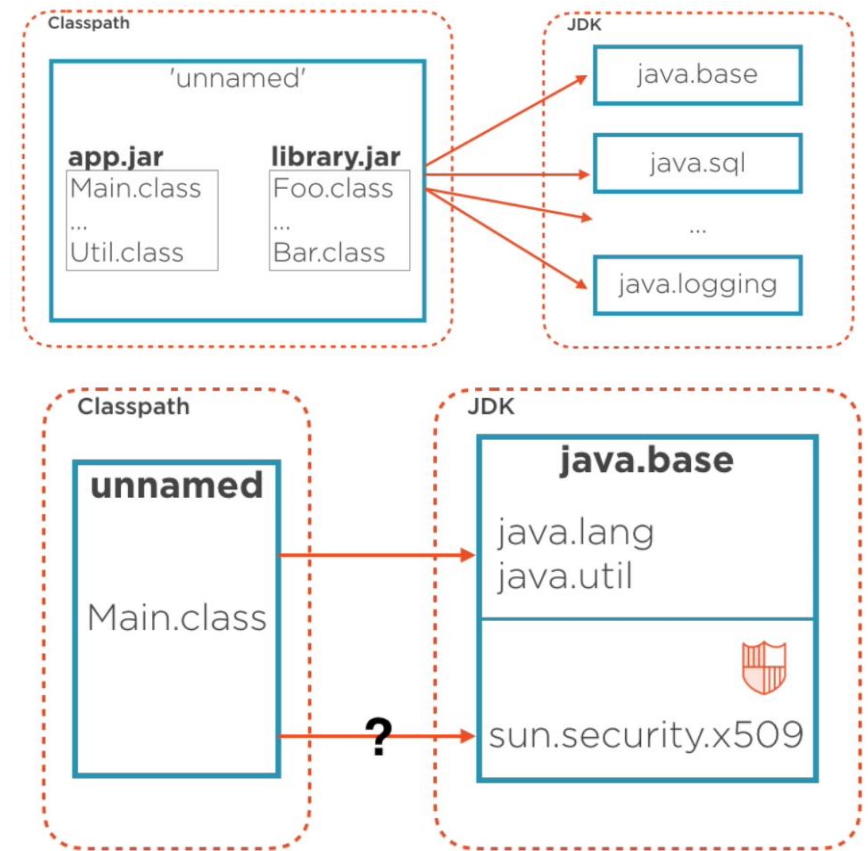 Classpath
JDK
'unnamed'
app.jar
Main.class
...
Util.class
library.jar
Foo.class
...
Bar.class
java.base
java.sql
...
java.logging
Classpath
unnamed
Main.class
?
JDK
java.base
java.lang
java.util
sun.security.x509